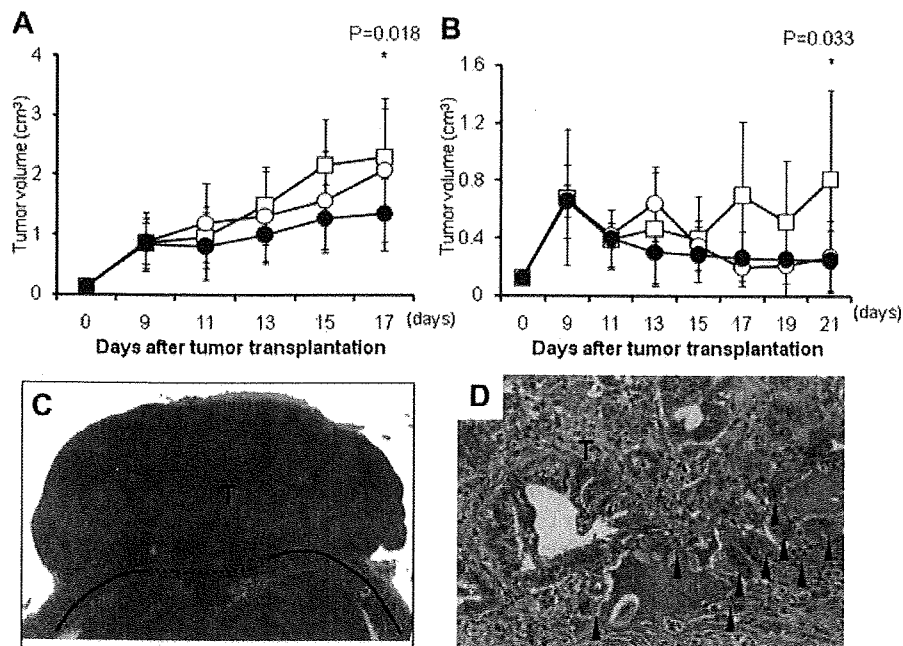 A
P=0.018
*
Tumor volume (cm³)
4
3
2
1
0
0 9 11 13 15 17 (days)
Days after tumor transplantation
B
P=0.033
*
Tumor volume (cm³)
1.6
1.2
0.8
0.4
0
0 9 11 13 15 17 19 21 (days)
Days after tumor transplantation
C
T
D
T